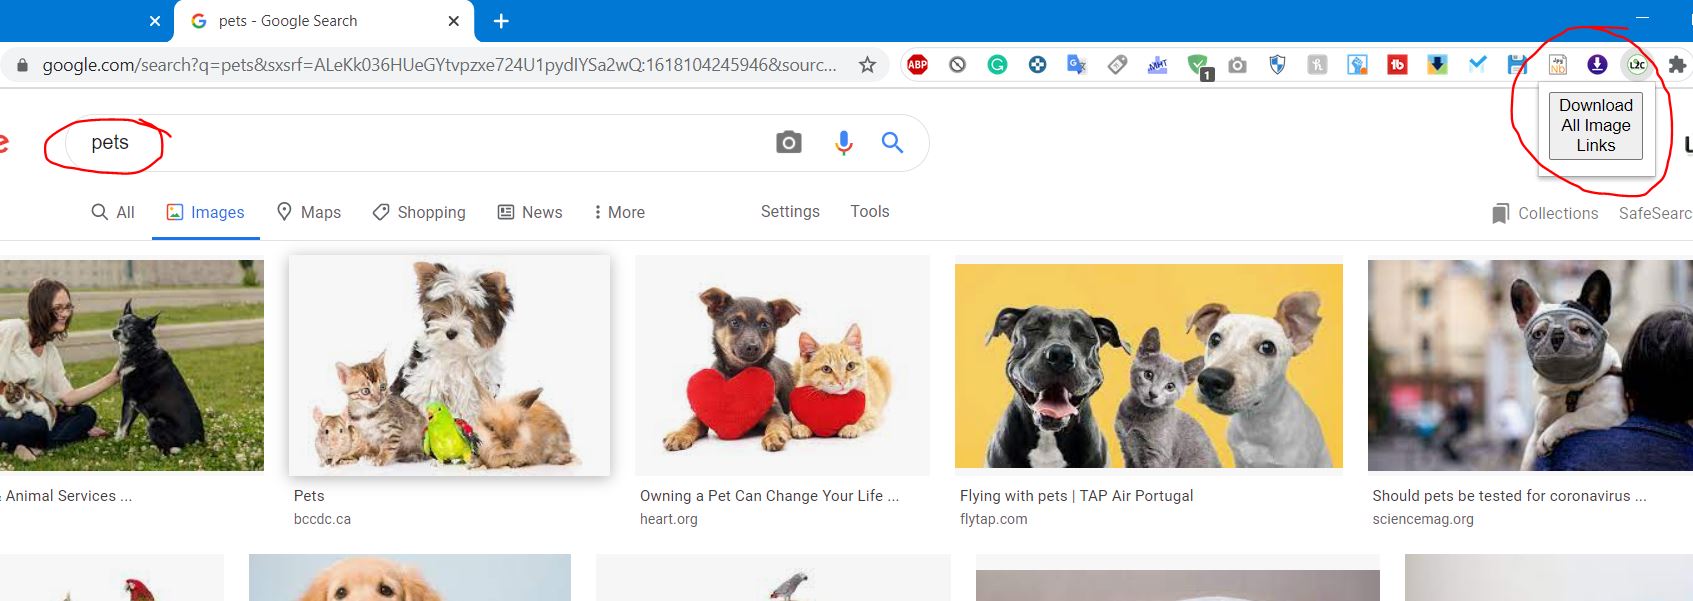 pets - Google Search
google.com/search?q=pets&sxsrf=ALeKk036HUeGYtvpzxe724U1pydIYSa2wQ:1618104245946&sourc...
ABP
1
L2C
pets
Download
All Image
Links
All
Images
Maps
Shopping
News
More
Settings
Tools
Collections
SafeSearc
Animal Services ...
Pets
bccdc.ca
Owning a Pet Can Change Your Life ...
heart.org
Flying with pets | TAP Air Portugal
flytap.com
Should pets be tested for coronavirus ...
sciencemag.org